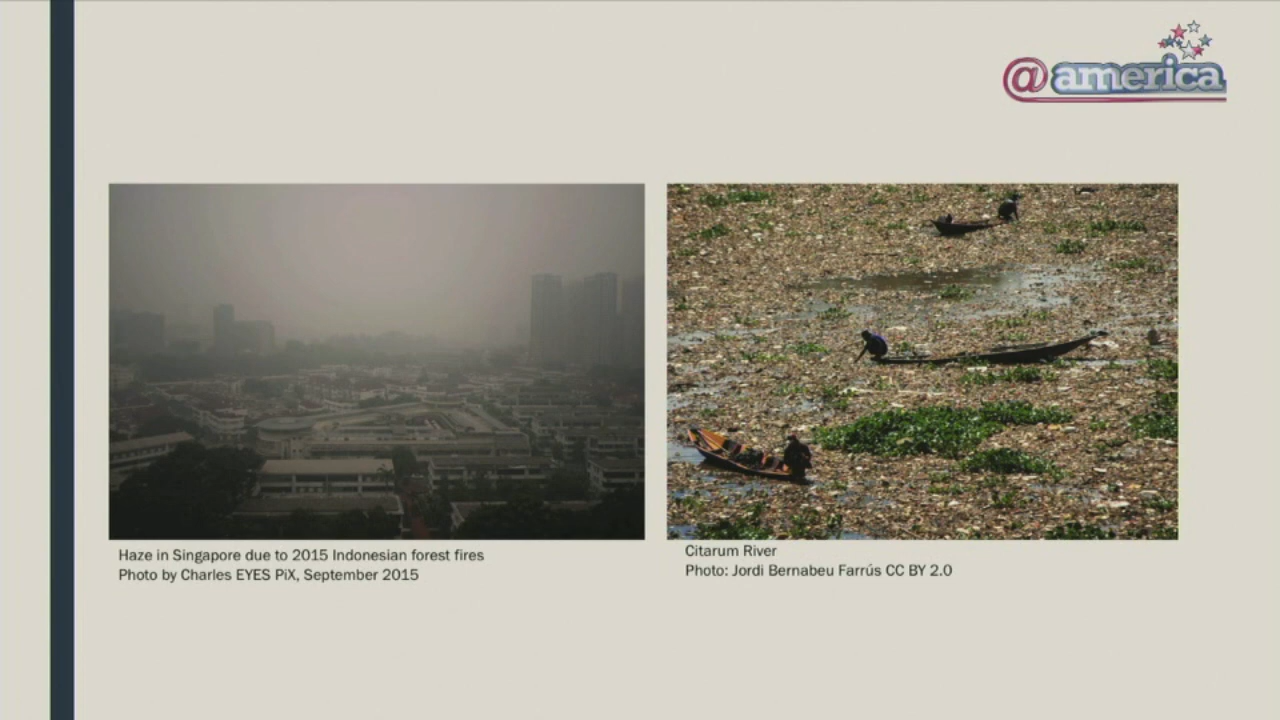 @america
Haze in Singapore due to 2015 Indonesian forest fires
Photo by Charles EYES PiX, September 2015
Citarum River
Photo: Jordi Bernabeu Farrús CC BY 2.0